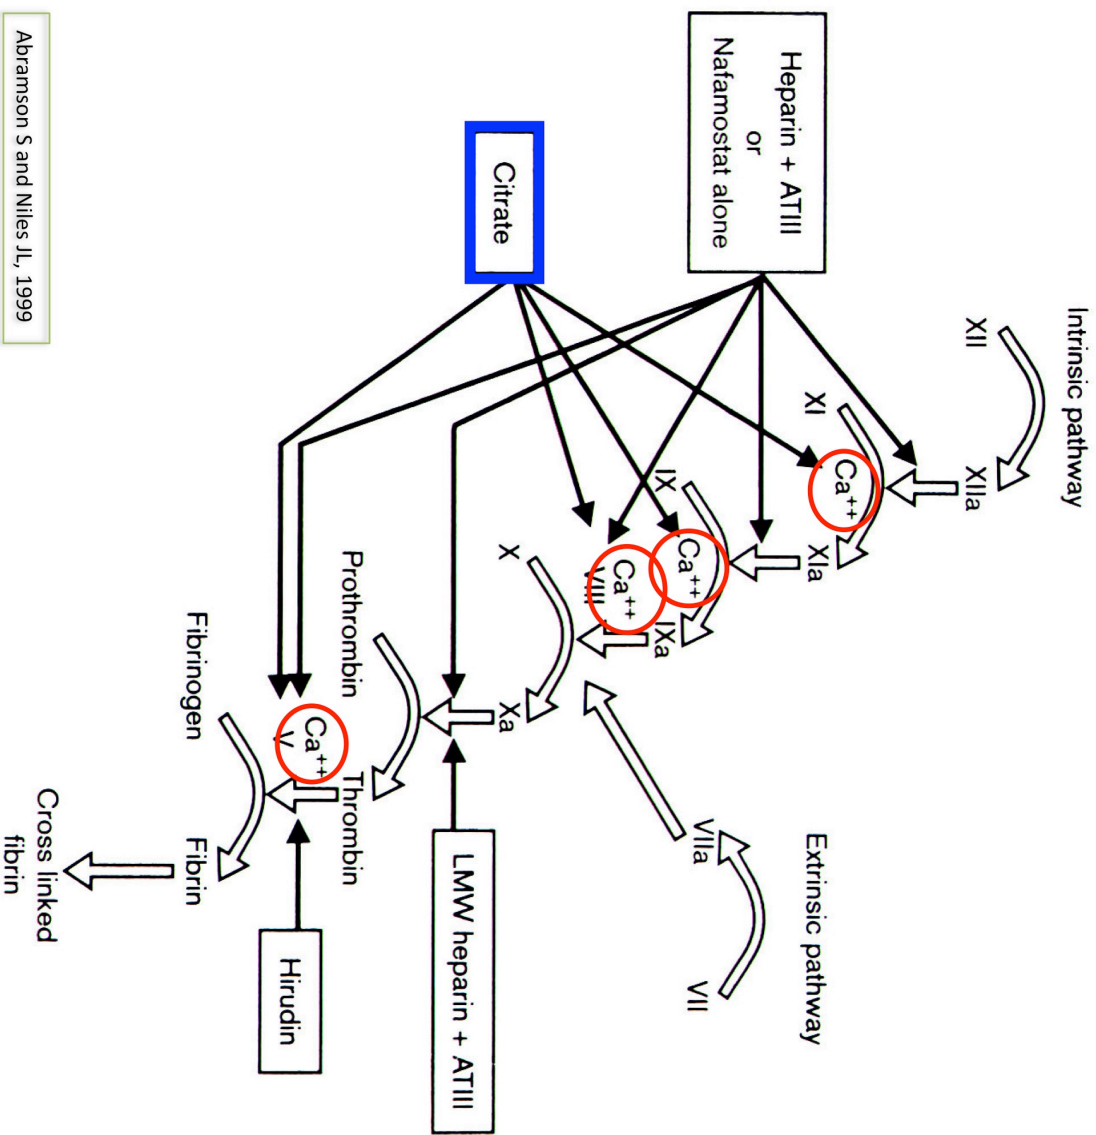 Intrinsic pathway
Extrinsic pathway
XII
XIIa
Heparin + ATIII
or
Nafamostat alone
XI
Ca++
XIa
VIIa
VII
IX
Ca++
IXa
Ca++
VIII
Citrate
X
Xa
LMW heparin + ATIII
Prothrombin
Thrombin
Ca++
V
Hirudin
Fibrinogen
Fibrin
Cross linked
fibrin
Abramson S and Niles JL, 1999